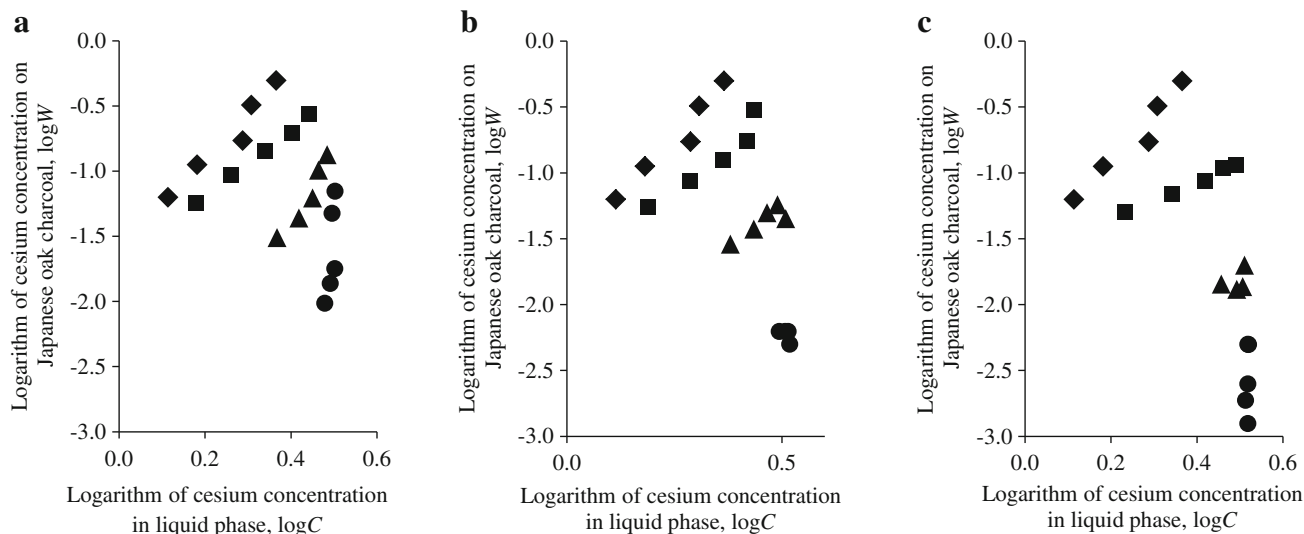 a
Logarithm of cesium concentration on
Japanese oak charcoal, logW
0.0
-0.5
-1.0
-1.5
-2.0
-2.5
-3.0
0.0 0.2 0.4 0.6
Logarithm of cesium concentration
in liquid phase, logC
b
Logarithm of cesium concentration on
Japanese oak charcoal, logW
0.0
-0.5
-1.0
-1.5
-2.0
-2.5
-3.0
0.0 0.5
Logarithm of cesium concentration
in liquid phase, logC
c
Logarithm of cesium concentration on
Japanese oak charcoal, logW
0.0
-0.5
-1.0
-1.5
-2.0
-2.5
-3.0
0.0 0.2 0.4 0.6
Logarithm of cesium concentration
in liquid phase, logC